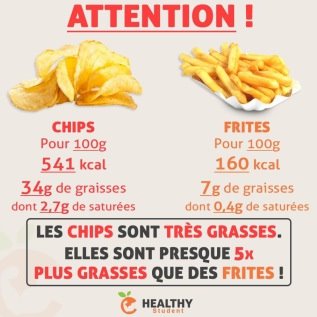 ATTENTION !
CHIPS
Pour 100g
541 kcal
34g de graisses
dont 2,7g de saturées
FRITES
Pour 100g
160 kcal
7g de graisses
dont 0,4g de saturées
LES CHIPS SONT TRÈS GRASSES.
ELLES SONT PRESQUE 5x
PLUS GRASSES QUE DES FRITES !
HEALTHY
Student